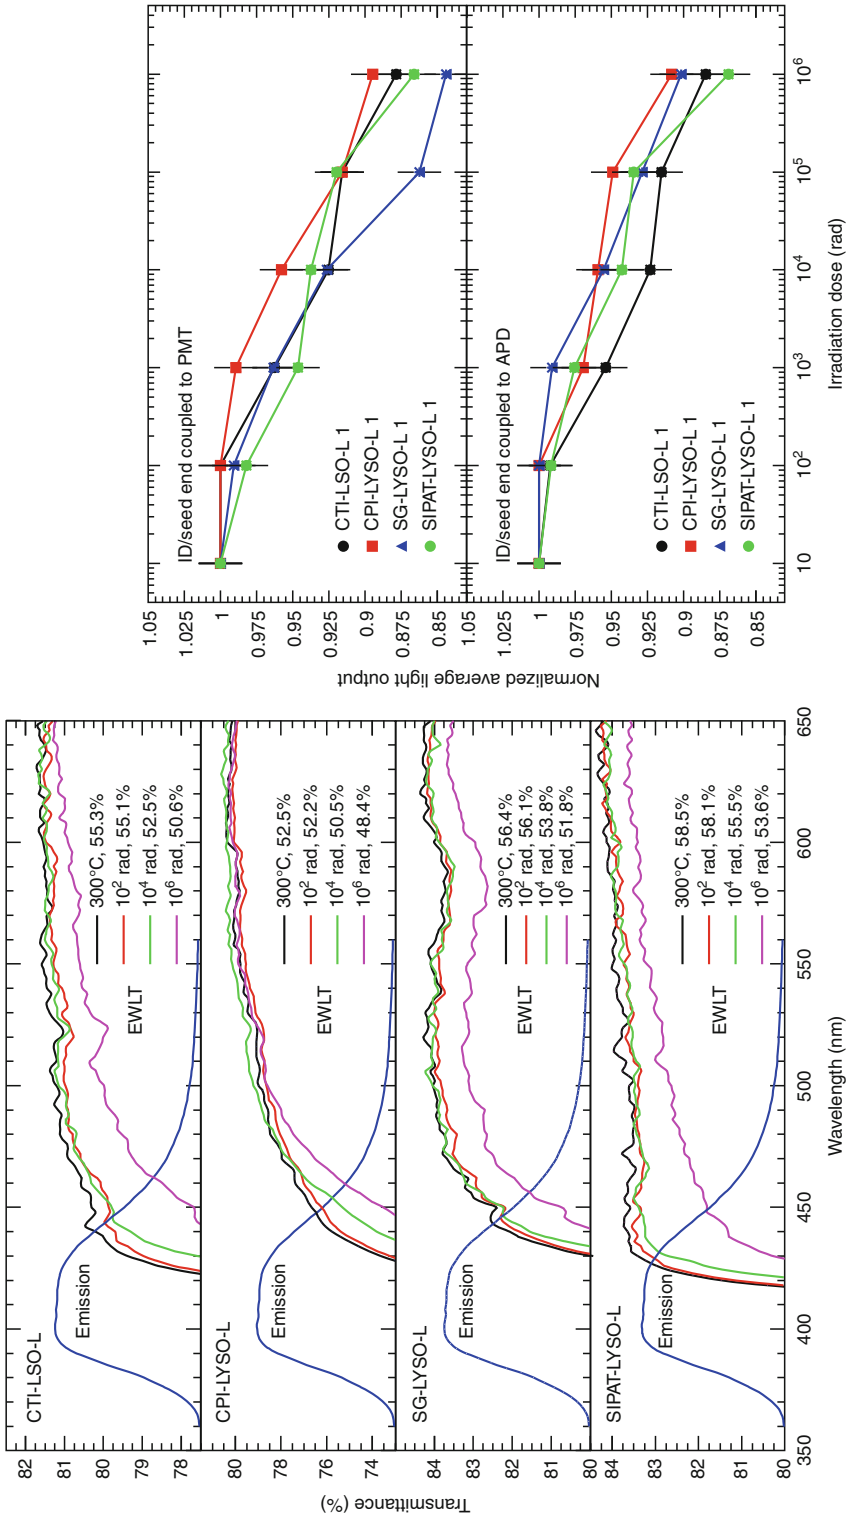 Transmittance (%)
CTI-LSO-L
82
81
80
79
78
Emission
EWLT
300°C, 55.3%
10² rad, 55.1%
10⁴ rad, 52.5%
10⁶ rad, 50.6%
CPI-LYSO-L
80
78
76
74
Emission
EWLT
300°C, 52.5%
10² rad, 52.2%
10⁴ rad, 50.5%
10⁶ rad, 48.4%
SG-LYSO-L
84
83
82
81
80
Emission
EWLT
300°C, 56.4%
10² rad, 56.1%
10⁴ rad, 53.8%
10⁶ rad, 51.8%
SIPAT-LYSO-L
84
83
82
81
80
Emission
EWLT
300°C, 58.5%
10² rad, 58.1%
10⁴ rad, 55.5%
10⁶ rad, 53.6%
350 400 450 500 550 600 650
Wavelength (nm)
Normalized average light output
ID/seed end coupled to PMT
1.05
1.025
1
0.975
0.95
0.925
0.9
0.875
0.85
CTI-LSO-L 1
CPI-LYSO-L 1
SG-LYSO-L 1
SIPAT-LYSO-L 1
ID/seed end coupled to APD
1.05
1.025
1
0.975
0.95
0.925
0.9
0.875
0.85
CTI-LSO-L 1
CPI-LYSO-L 1
SG-LYSO-L 1
SIPAT-LYSO-L 1
10 10² 10³ 10⁴ 10⁵ 10⁶
Irradiation dose (rad)